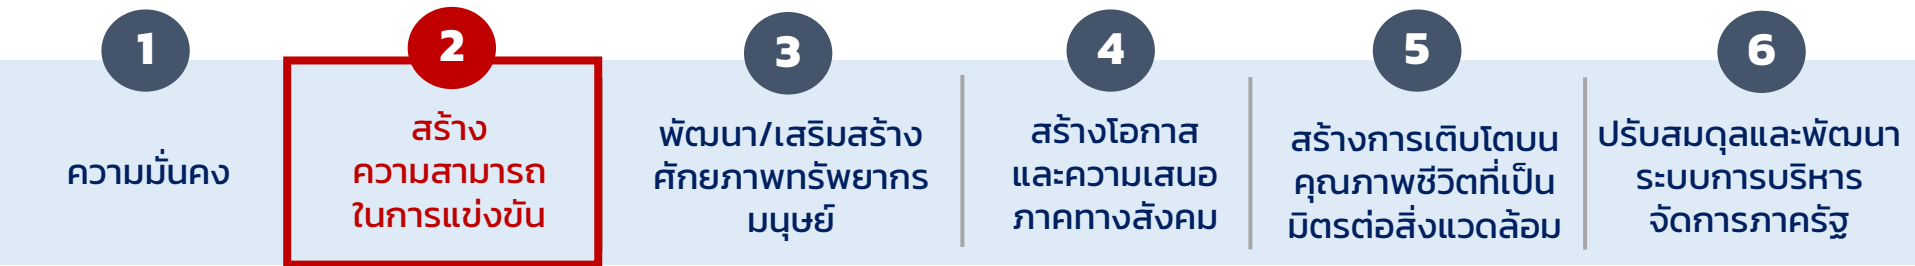 1
ความมั่นคง
2
สร้าง
ความสามารถ
ในการแข่งขัน
3
พัฒนา/เสริมสร้าง
ศักยภาพทรัพยากร
มนุษย์
4
สร้างโอกาส
และความเสนอ
ภาคทางสังคม
5
สร้างการเติบโตบน
คุณภาพชีวิตที่เป็น
มิตรต่อสิ่งแวดล้อม
6
ปรับสมดุลและพัฒนา
ระบบการบริหาร
จัดการภาครัฐ